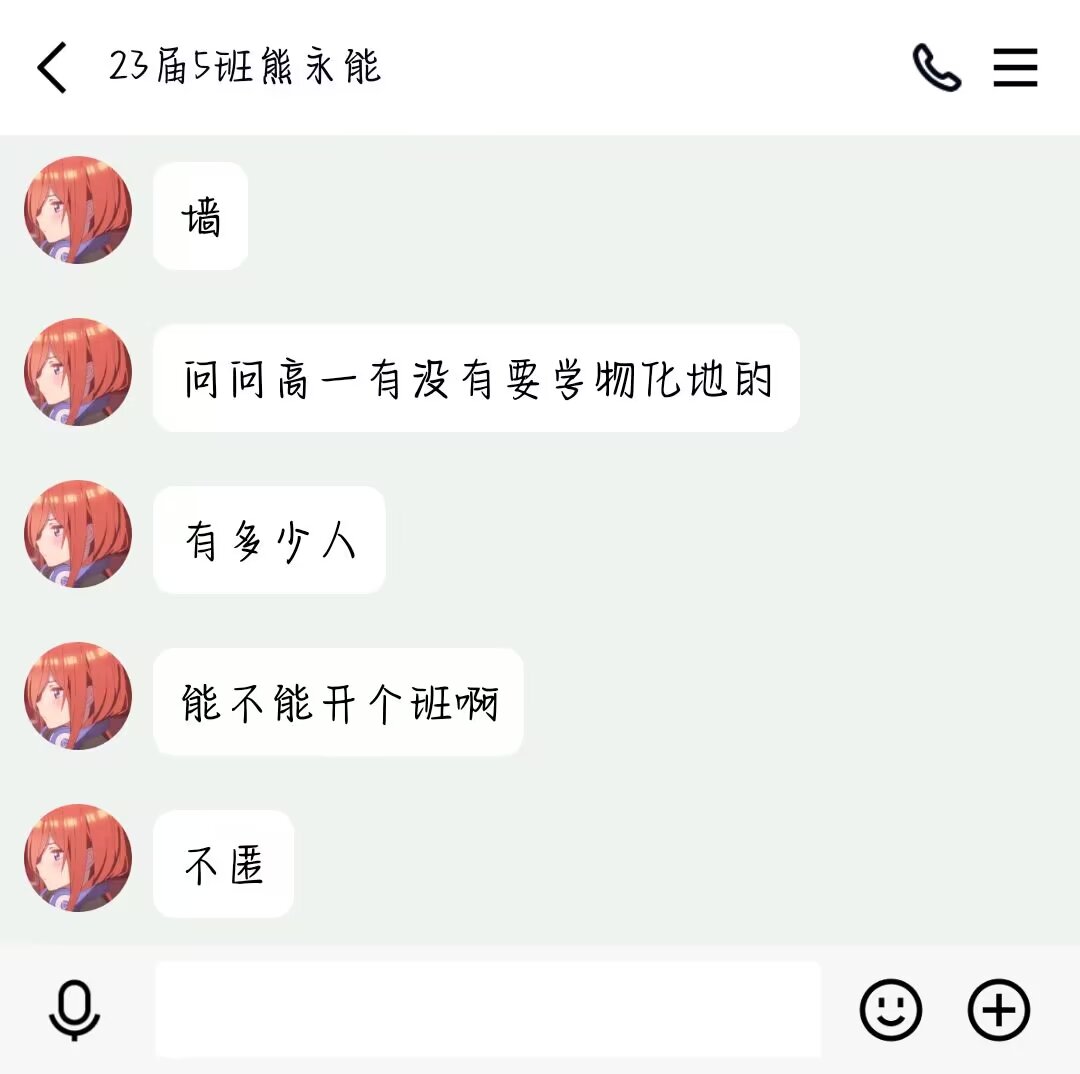 23届5班熊永能
墙
问问高一有没有要学物化地的
有多少人
能不能开个班啊
不匿